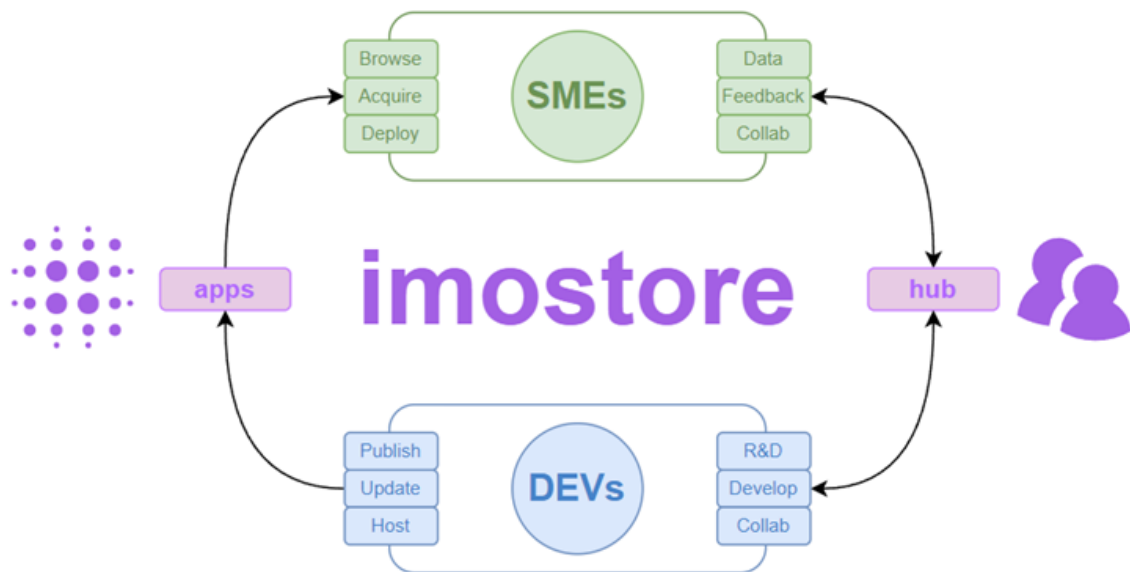 Browse
Acquire
Deploy
SMEs
Data
Feedback
Collab
apps
imostore
hub
Publish
Update
Host
DEVs
R&D
Develop
Collab